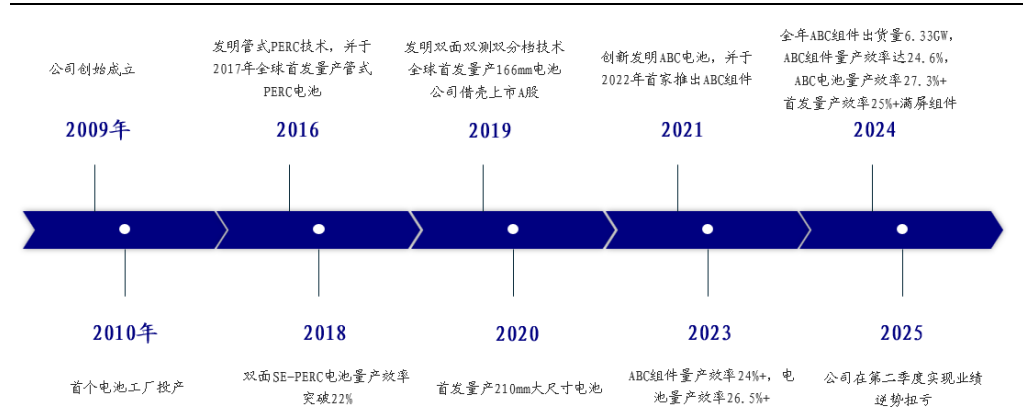 公司创始成立
2009年
发明管式PERC技术，并于
2017年全球首发量产管式
PERC电池
2016
发明双面双测双分档技术
全球首发量产166mm电池
公司借壳上市A股
2019
创新发明ABC电池，并于
2022年首家推出ABC组件
2021
全年ABC组件出货量6.33GW，
ABC组件量产效率达24.6%，
ABC电池量产效率27.3%+
首发量产效率25%+满屏组件
2024
2010年
首个电池工厂投产
2018
双面SE-PERC电池量产效率
突破22%
2020
首发量产210mm大尺寸电池
2023
ABC组件量产效率24%+，电
池量产效率26.5%+
2025
公司在第二季度实现业绩
逆势扭亏